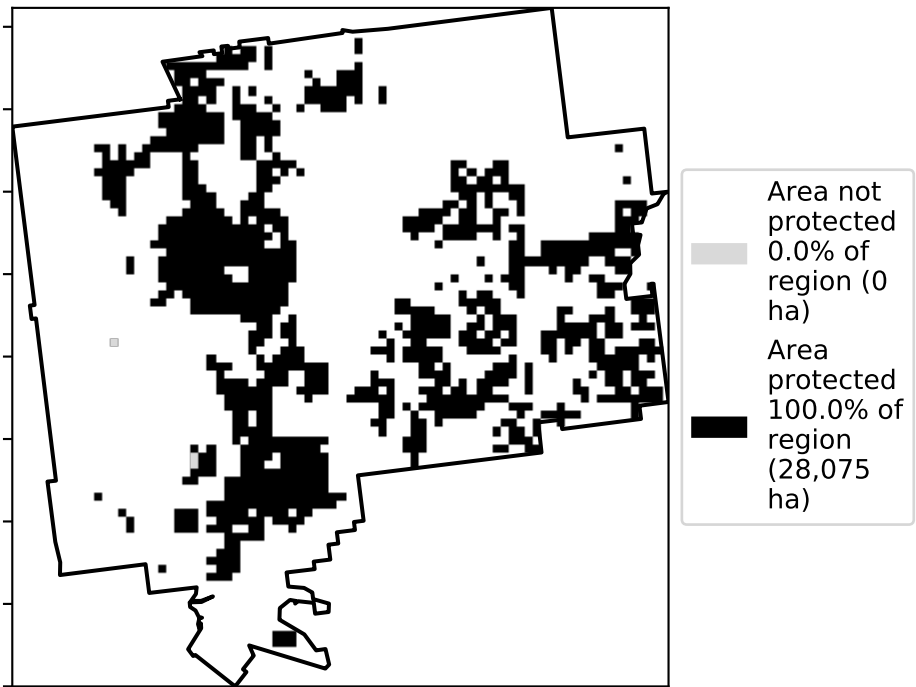 Area not
protected
0.0% of
region (0
ha)
Area
protected
100.0% of
region
(28,075
ha)